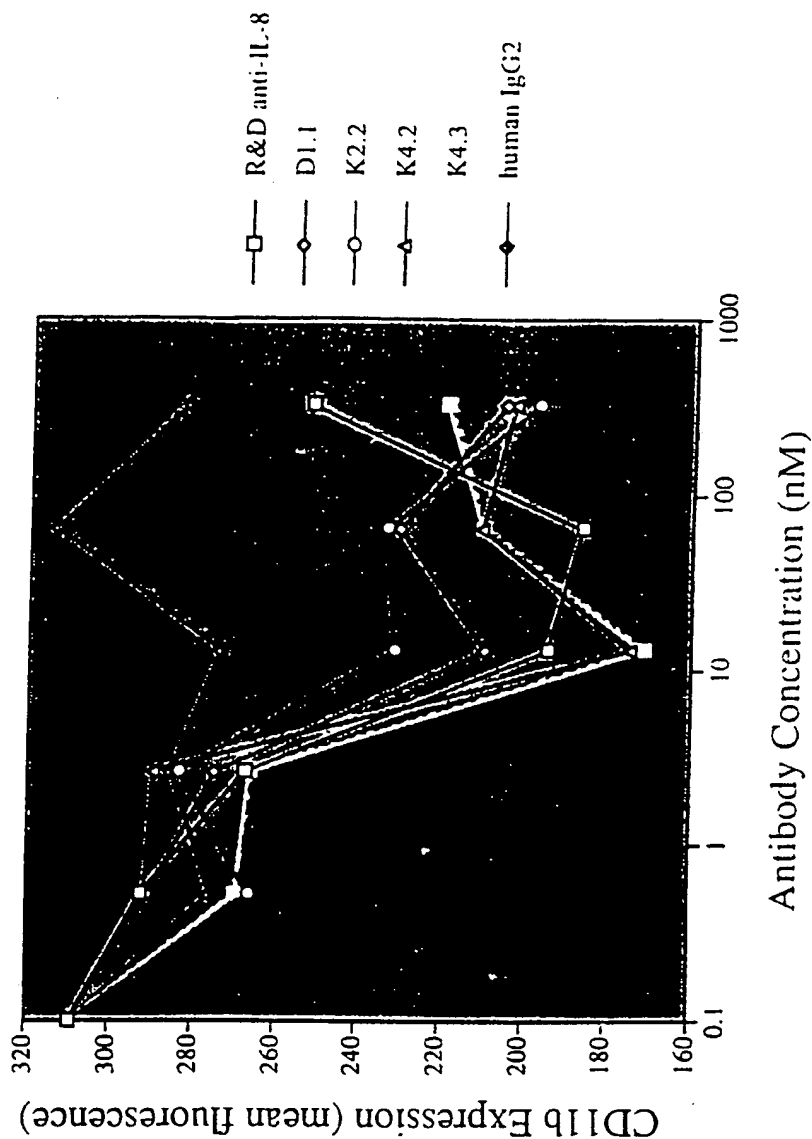 CD11b Expression (mean fluorescence)
320
300
280
260
240
220
200
180
160
0.1
1
10
100
1000
Antibody Concentration (nM)
R&D anti-IL-8
D1.1
K2.2
K4.2
K4.3
human IgG2